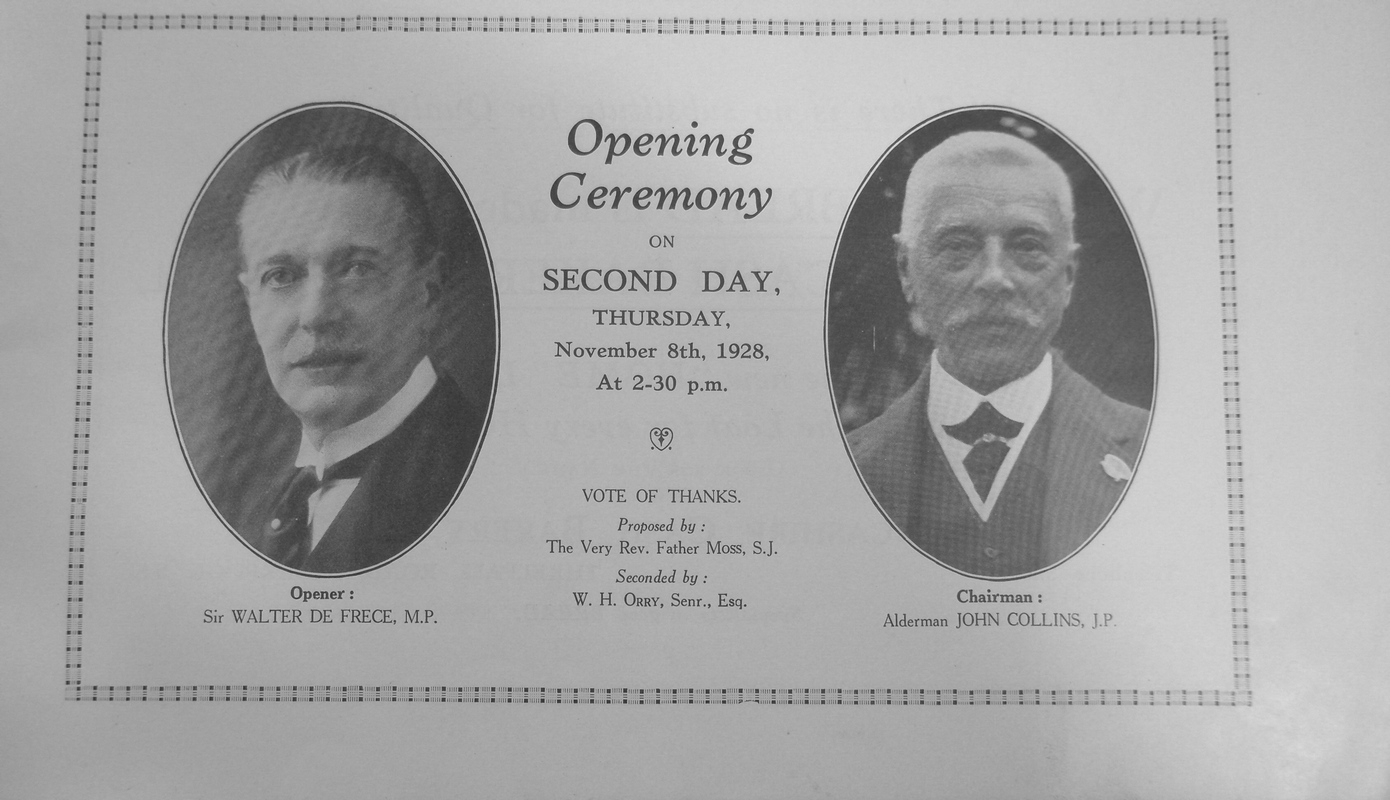 Opening
Ceremony
ON
SECOND DAY,
THURSDAY,
November 8th, 1928,
At 2-30 p.m.
VOTE OF THANKS.
Proposed by :
The Very Rev. Father Moss, S.J.
Seconded by :
W. H. ORRY, Senr., Esq.
Opener :
Sir WALTER DE FRECE, M.P.
Chairman :
Alderman JOHN COLLINS, J.P.